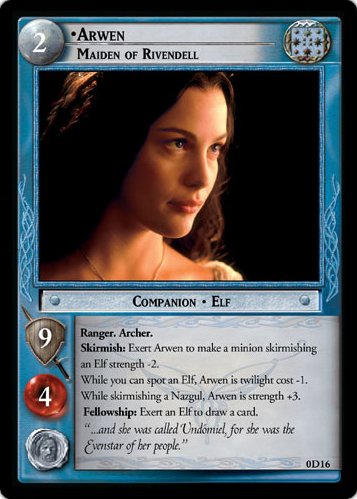 2
•Arwen
Maiden of Rivendell
Companion • Elf
9
4
Ranger. Archer.
Skirmish: Exert Arwen to make a minion skirmishing
an Elf strength -2.
While you can spot an Elf, Arwen is twilight cost -1.
While skirmishing a Nazgul, Arwen is strength +3.
Fellowship: Exert an Elf to draw a card.
"...and she was called Undómiel, for she was the
Evenstar of her people."
0D16